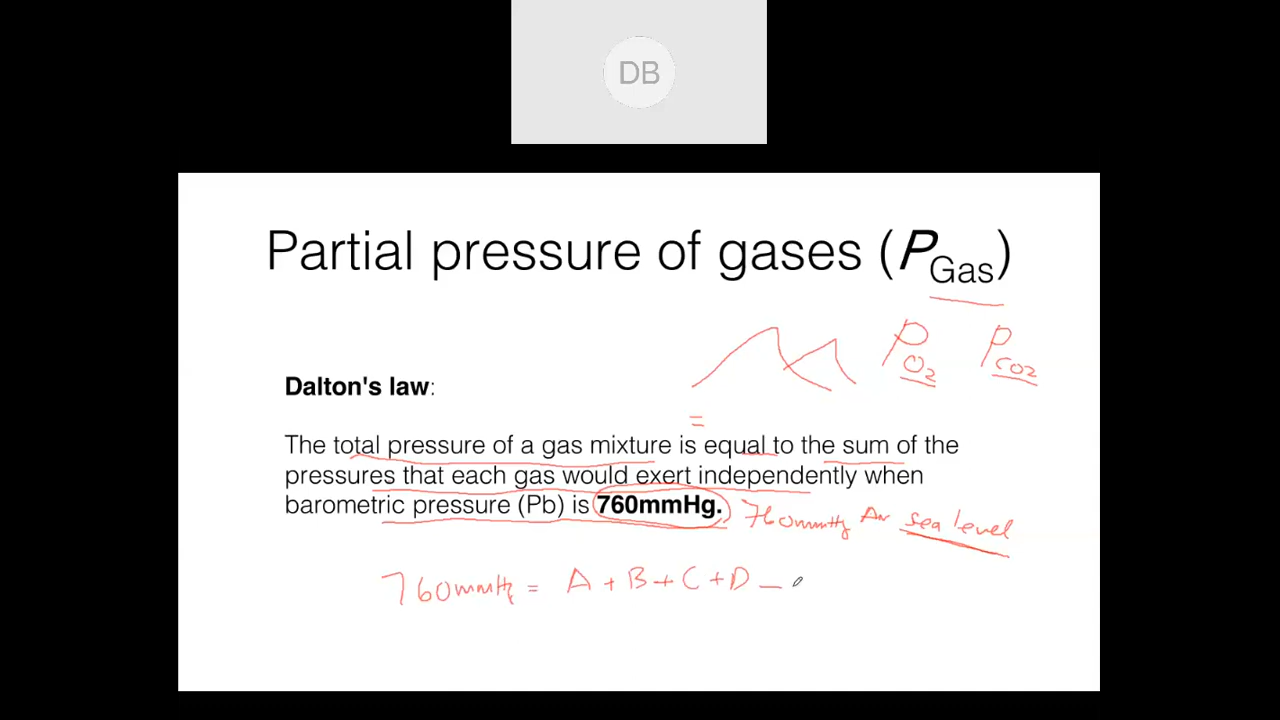 DB
Partial pressure of gases (PGas)
PO2 PCO2
Dalton's law:
=
The total pressure of a gas mixture is equal to the sum of the
pressures that each gas would exert independently when
barometric pressure (Pb) is 760mmHg.
760mmHg At sea level
760mmHg = A + B + C + D —